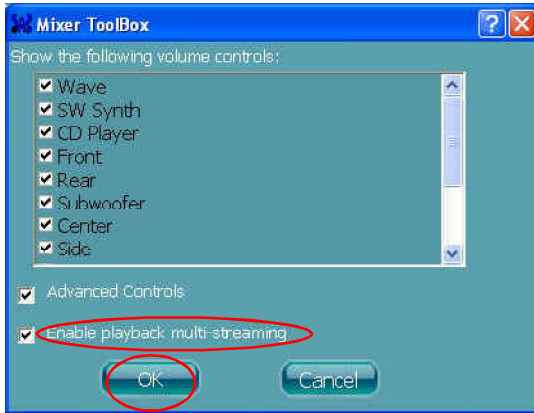 Mixer ToolBox
Show the following volume controls:
Wave
SW Synth
CD Player
Front
Rear
Subwoofer
Center
Side
Advanced Controls
Enable playback multi-streaming
OK
Cancel